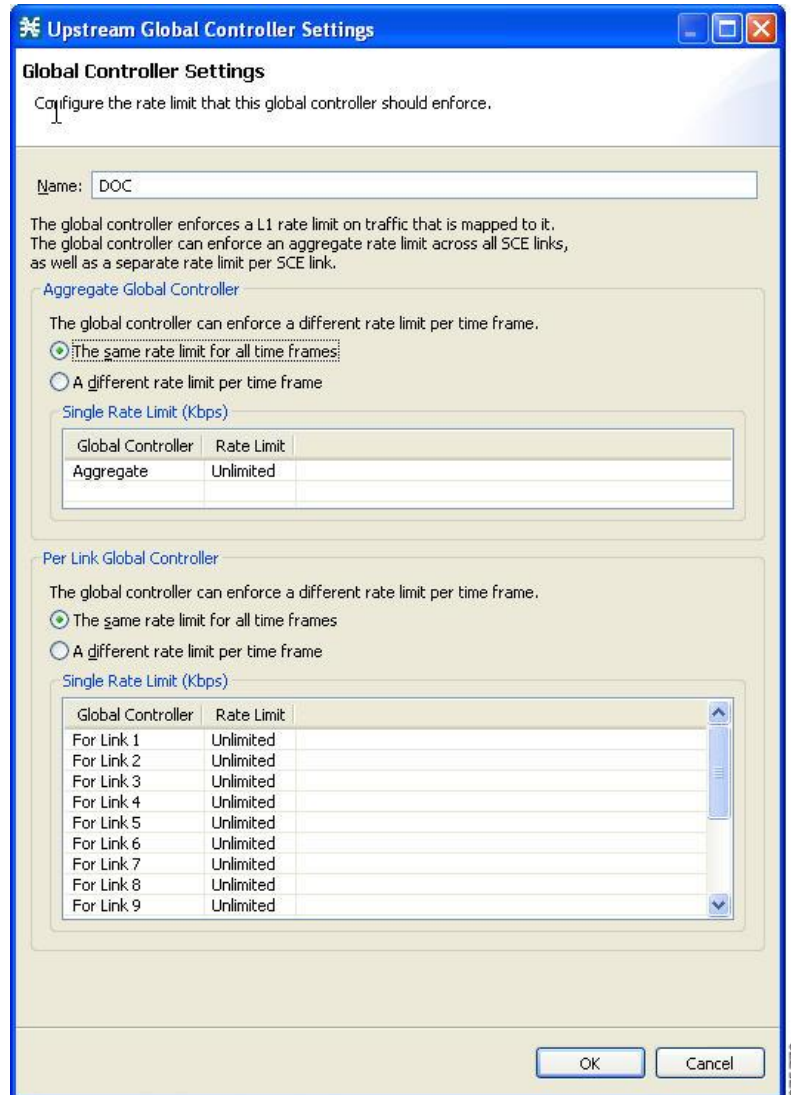 Upstream Global Controller Settings
Global Controller Settings
Configure the rate limit that this global controller should enforce.
Name: DOC
The global controller enforces a L1 rate limit on traffic that is mapped to it.
The global controller can enforce an aggregate rate limit across all SCE links,
as well as a separate rate limit per SCE link.
Aggregate Global Controller
The global controller can enforce a different rate limit per time frame.
The same rate limit for all time frames
A different rate limit per time frame
Single Rate Limit (Kbps)
Global Controller Rate Limit
Aggregate Unlimited
Per Link Global Controller
The global controller can enforce a different rate limit per time frame.
The same rate limit for all time frames
A different rate limit per time frame
Single Rate Limit (Kbps)
Global Controller Rate Limit
For Link 1 Unlimited
For Link 2 Unlimited
For Link 3 Unlimited
For Link 4 Unlimited
For Link 5 Unlimited
For Link 6 Unlimited
For Link 7 Unlimited
For Link 8 Unlimited
For Link 9 Unlimited
OK Cancel